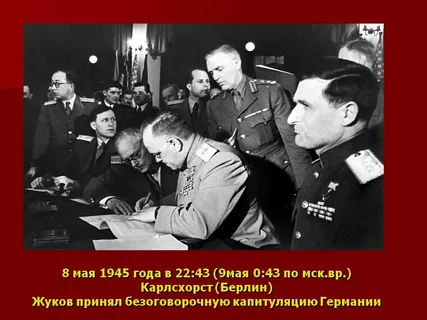 8 мая 1945 года в 22:43 (9мая 0:43 по мск.вр.)
Карлсхорст (Берлин)
Жуков принял безоговорочную капитуляцию Германии